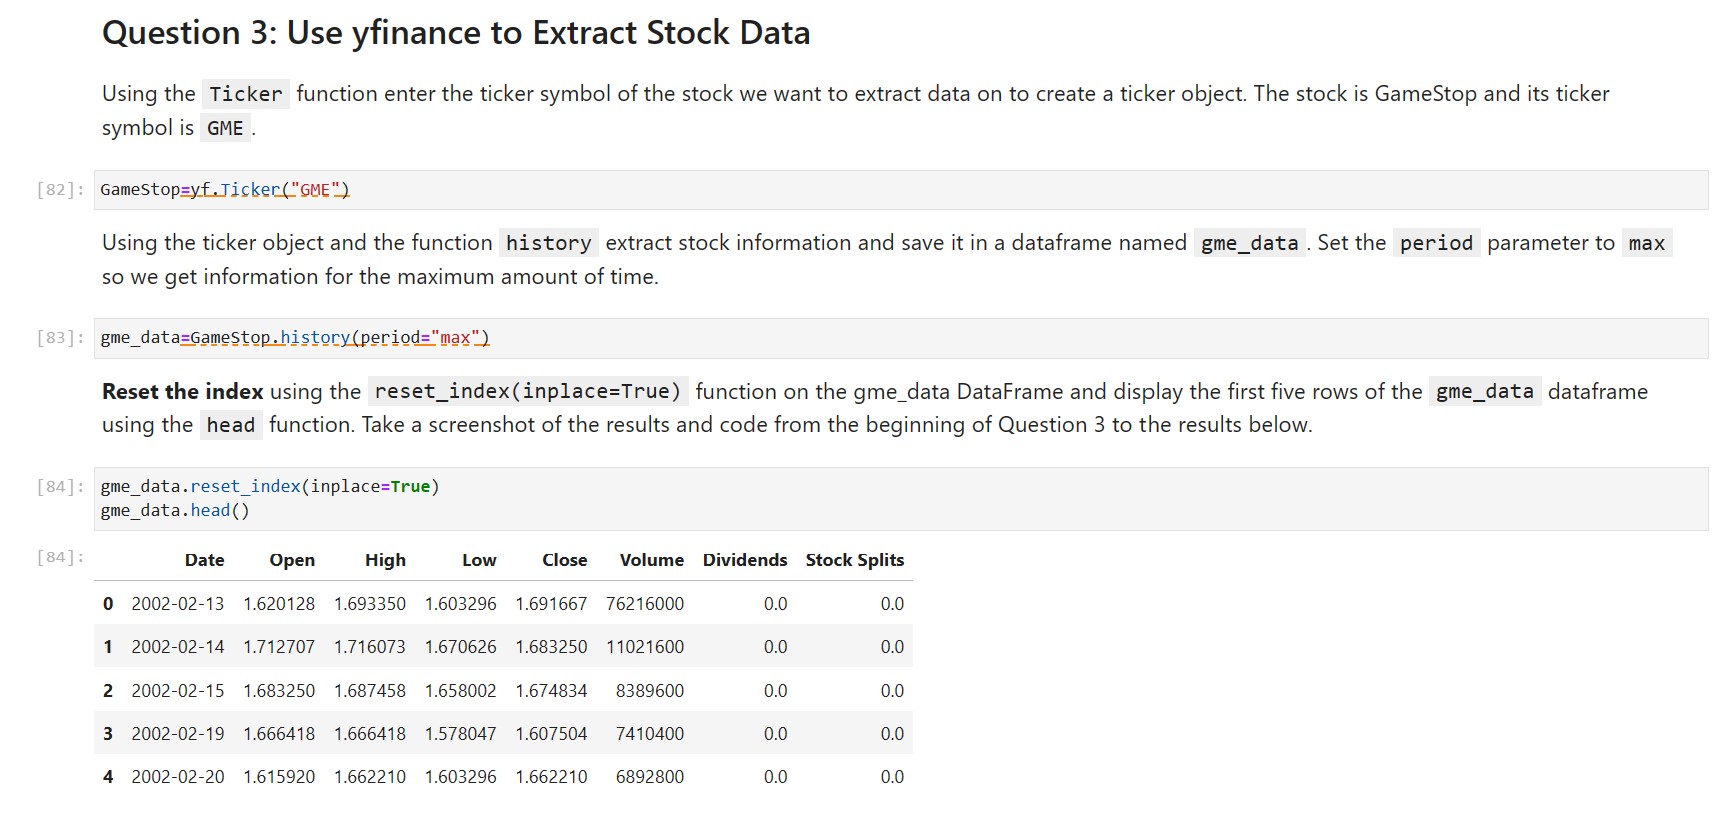 Question 3: Use yfinance to Extract Stock Data
Using the Ticker function enter the ticker symbol of the stock we want to extract data on to create a ticker object. The stock is GameStop and its ticker
symbol is GME .
[82]: GameStop=yf.Ticker("GME")
Using the ticker object and the function history extract stock information and save it in a dataframe named gme_data . Set the period parameter to max
so we get information for the maximum amount of time.
[83]: gme_data=GameStop.history(period="max")
Reset the index using the reset_index(inplace=True) function on the gme_data DataFrame and display the first five rows of the gme_data dataframe
using the head function. Take a screenshot of the results and code from the beginning of Question 3 to the results below.
[84]: gme_data.reset_index(inplace=True)
gme_data.head()
[84]: Date Open High Low Close Volume Dividends Stock Splits
0 2002-02-13 1.620128 1.693350 1.603296 1.691667 76216000 0.0 0.0
1 2002-02-14 1.712707 1.716073 1.670626 1.683250 11021600 0.0 0.0
2 2002-02-15 1.683250 1.687458 1.658002 1.674834 8389600 0.0 0.0
3 2002-02-19 1.666418 1.666418 1.578047 1.607504 7410400 0.0 0.0
4 2002-02-20 1.615920 1.662210 1.603296 1.662210 6892800 0.0 0.0